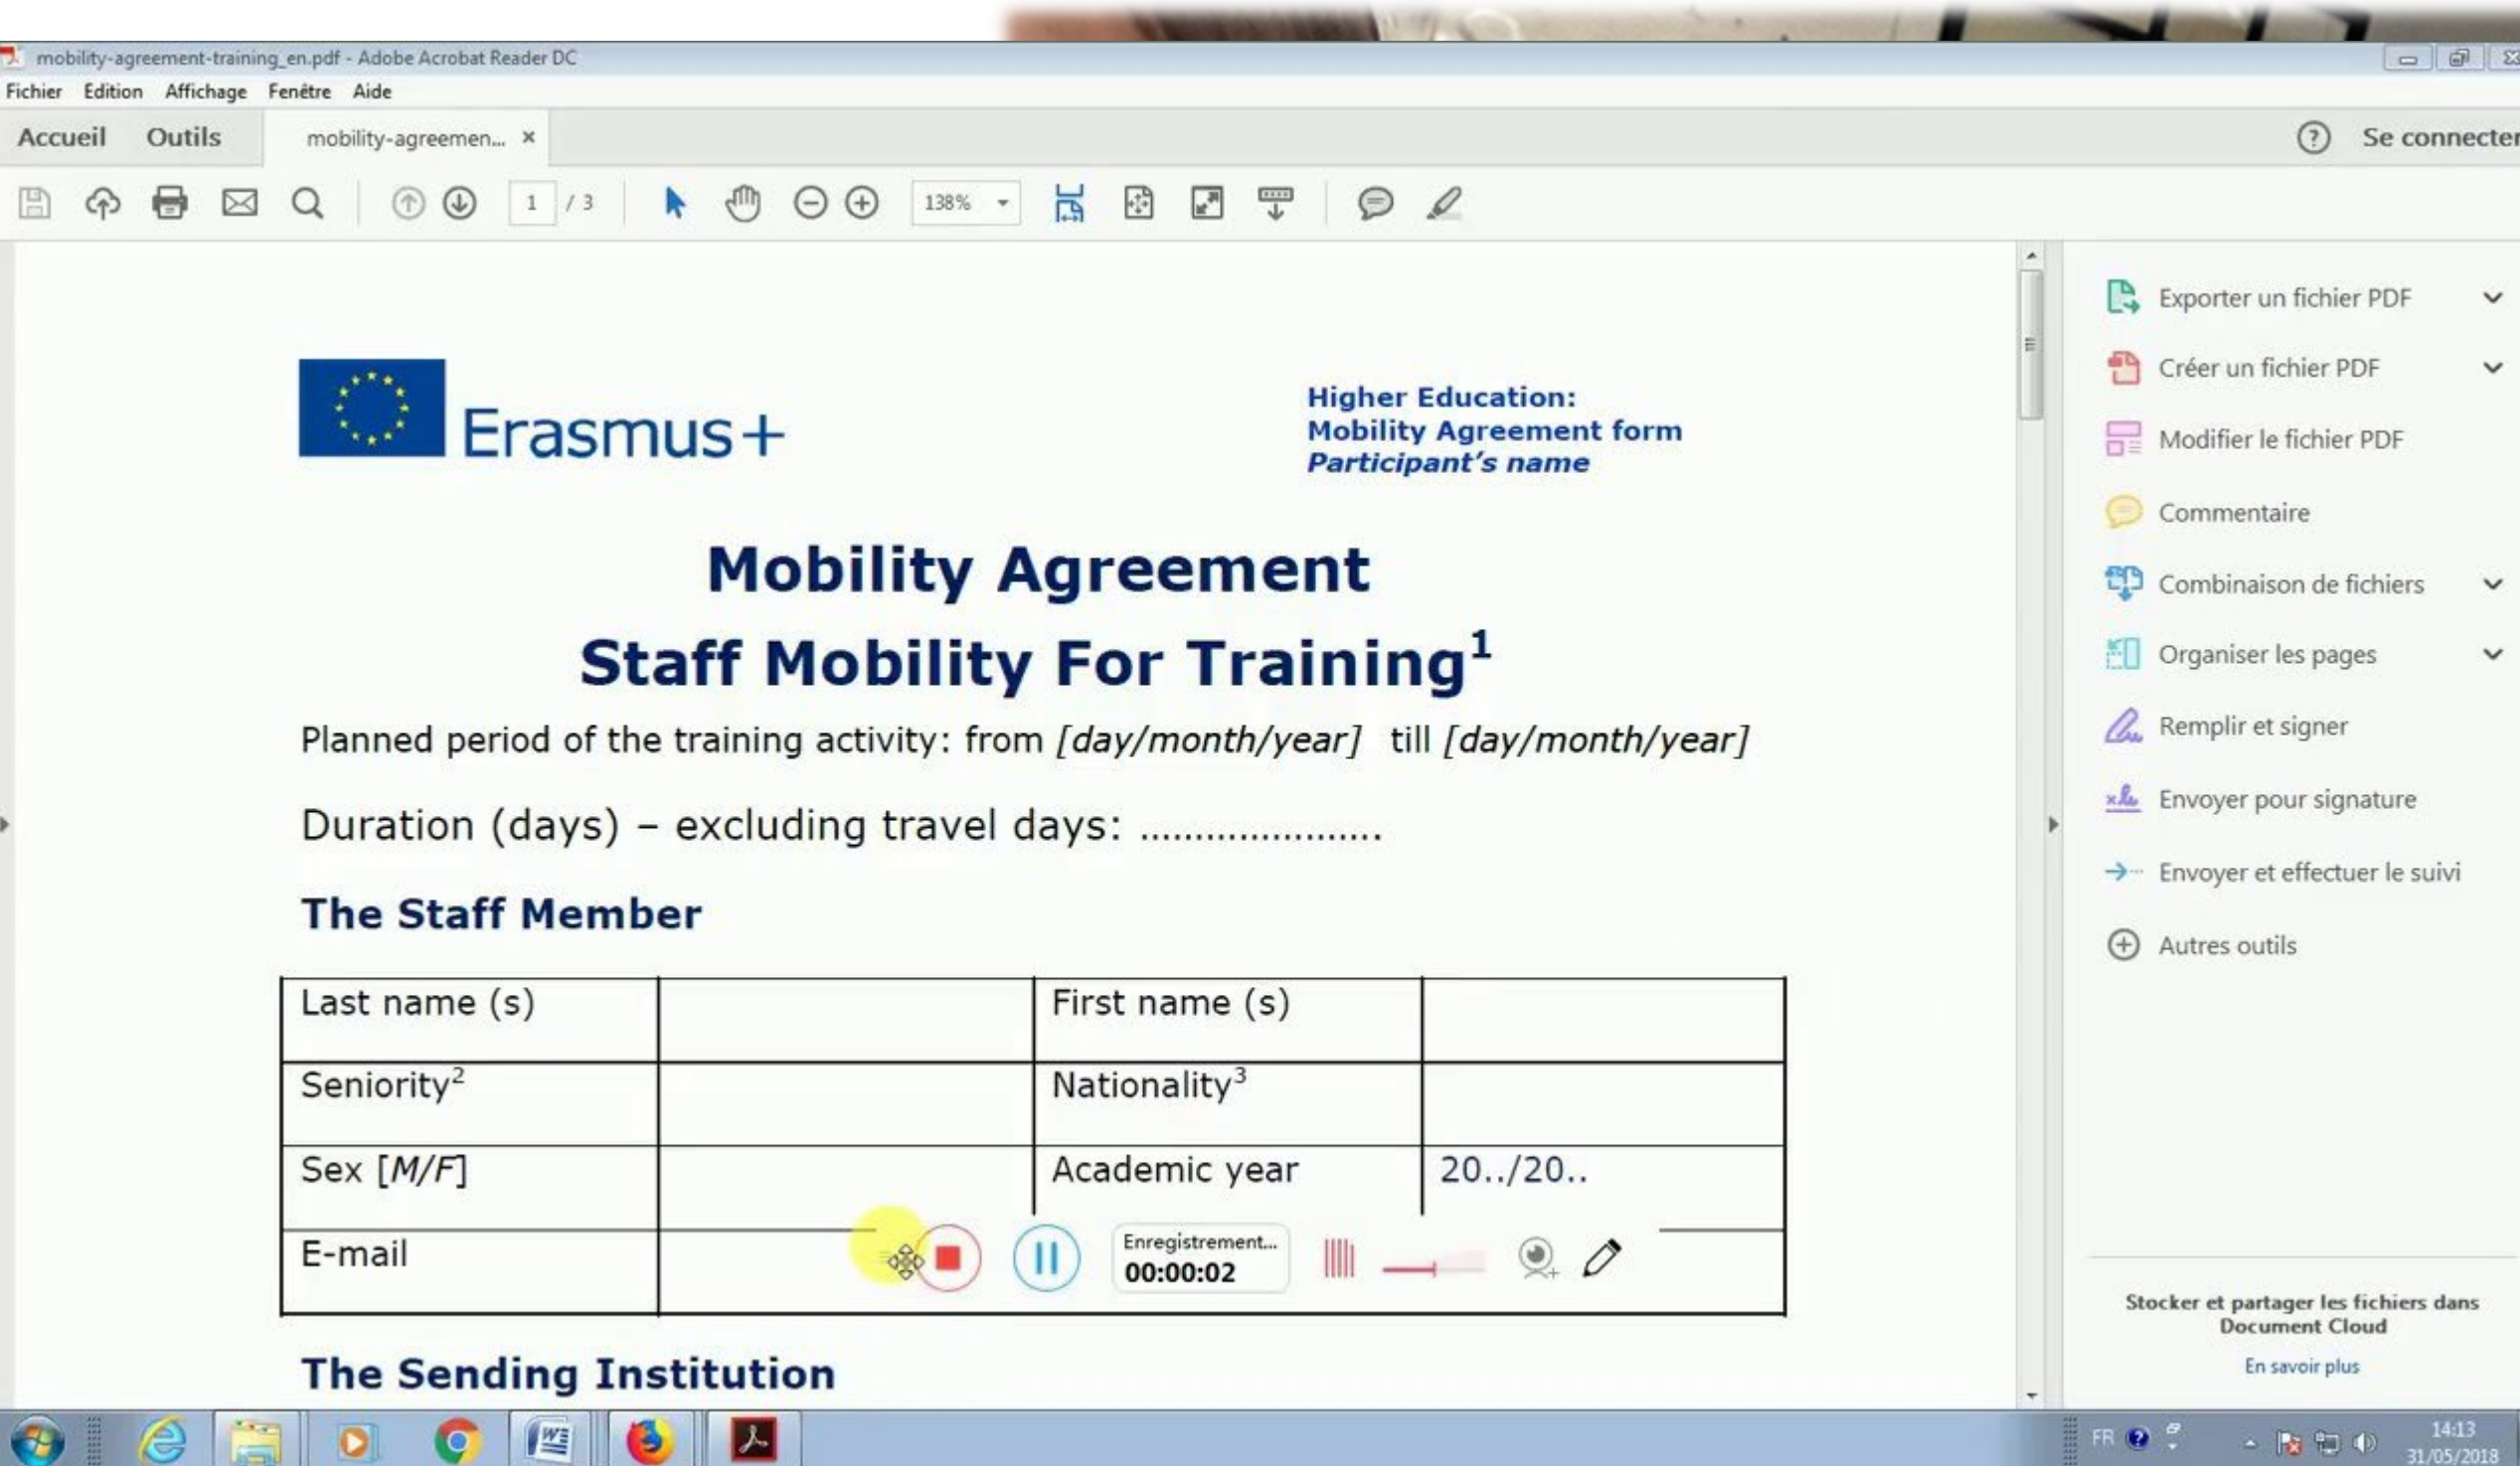 mobility-agreement-training_en.pdf - Adobe Acrobat Reader DC
Fichier Edition Affichage Fenêtre Aide
Accueil Outils mobility-agreemen... × ? Se connecter
1 / 3 138%
Erasmus+
Higher Education:
Mobility Agreement form
Participant's name
Mobility Agreement
Staff Mobility For Training1
Planned period of the training activity: from [day/month/year] till [day/month/year]
Duration (days) – excluding travel days: ......................
The Staff Member
Last name (s) First name (s)
Seniority2 Nationality3
Sex [M/F] Academic year 20../20..
E-mail
Enregistrement...
00:00:02
The Sending Institution
Exporter un fichier PDF
Créer un fichier PDF
Modifier le fichier PDF
Commentaire
Combinaison de fichiers
Organiser les pages
Remplir et signer
Envoyer pour signature
Envoyer et effectuer le suivi
Autres outils
Stocker et partager les fichiers dans
Document Cloud
En savoir plus
FR 14:13
31/05/2018